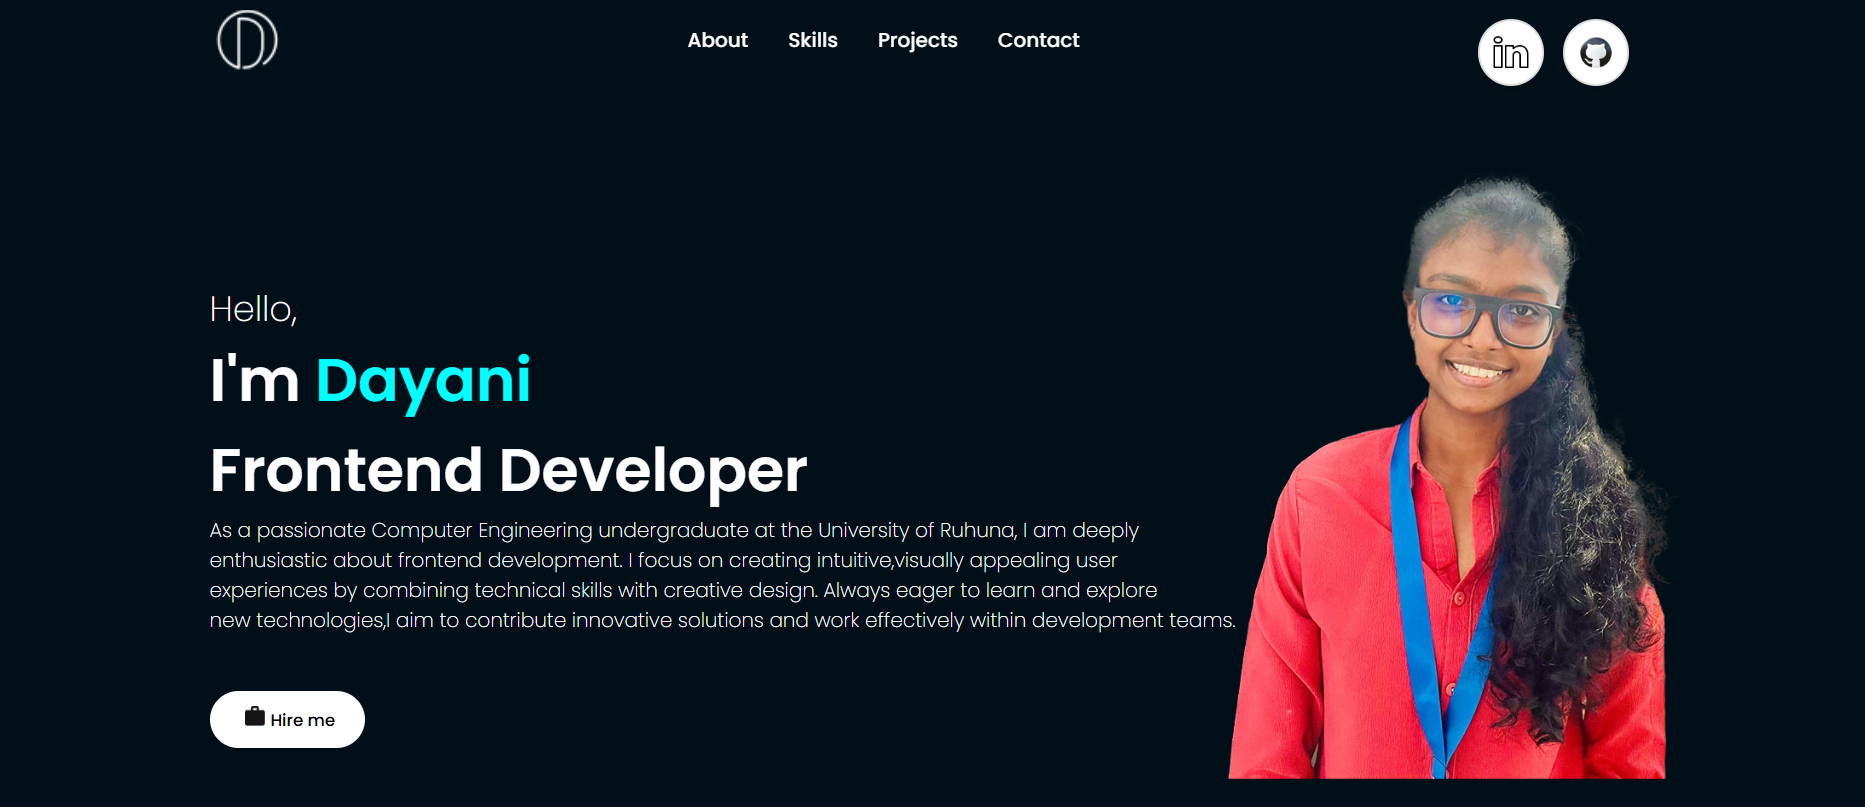 D
About Skills Projects Contact
in
Hello,
I'm Dayani
Frontend Developer
As a passionate Computer Engineering undergraduate at the University of Ruhuna, I am deeply
enthusiastic about frontend development. I focus on creating intuitive,visually appealing user
experiences by combining technical skills with creative design. Always eager to learn and explore
new technologies,I aim to contribute innovative solutions and work effectively within development teams.
Hire me